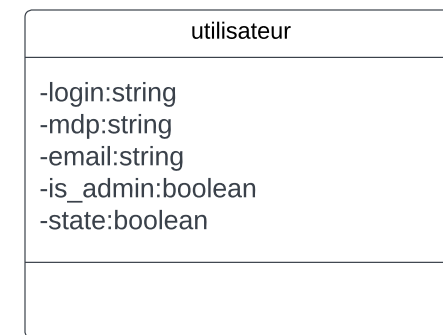 utilisateur
-login:string
-mdp:string
-email:string
-is_admin:boolean
-state:boolean